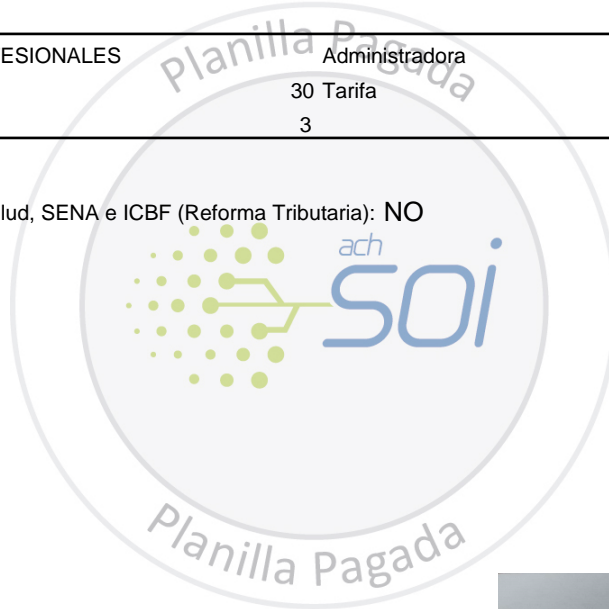 Planilla Pagada
ESIONALES Administradora
30 Tarifa
3
lud, SENA e ICBF (Reforma Tributaria): NO
ach
SOI
Planilla Pagada